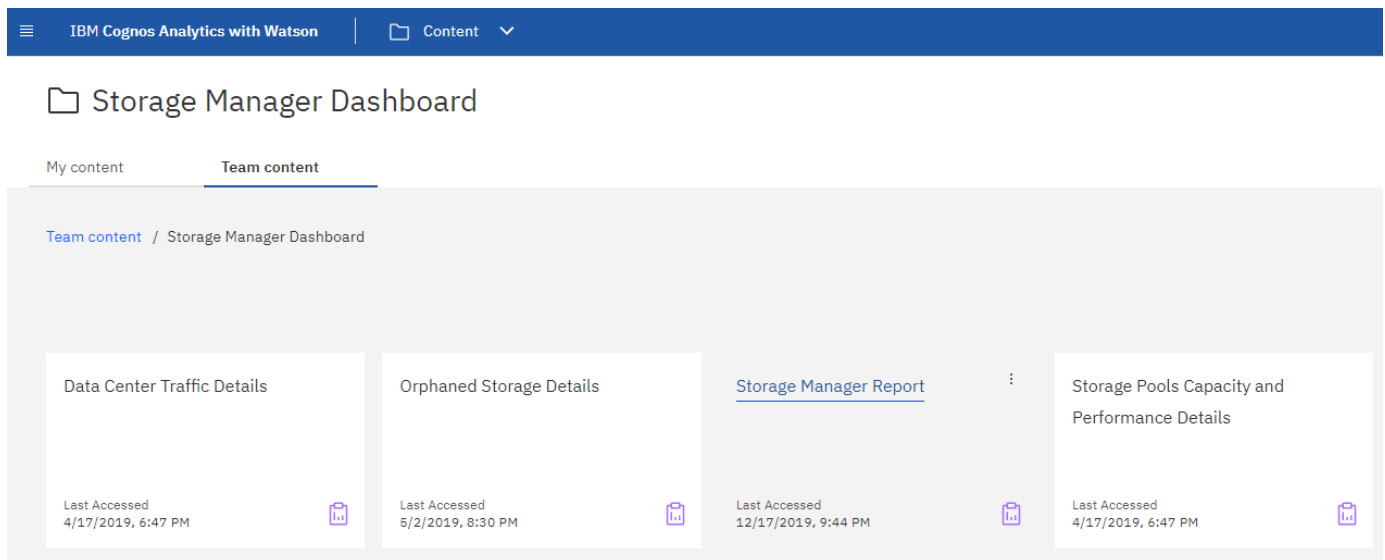 IBM Cognos Analytics with Watson
Content
Storage Manager Dashboard
My content
Team content
Team content / Storage Manager Dashboard
Data Center Traffic Details
Last Accessed
4/17/2019, 6:47 PM
Orphaned Storage Details
Last Accessed
5/2/2019, 8:30 PM
Storage Manager Report
Last Accessed
12/17/2019, 9:44 PM
Storage Pools Capacity and
Performance Details
Last Accessed
4/17/2019, 6:47 PM